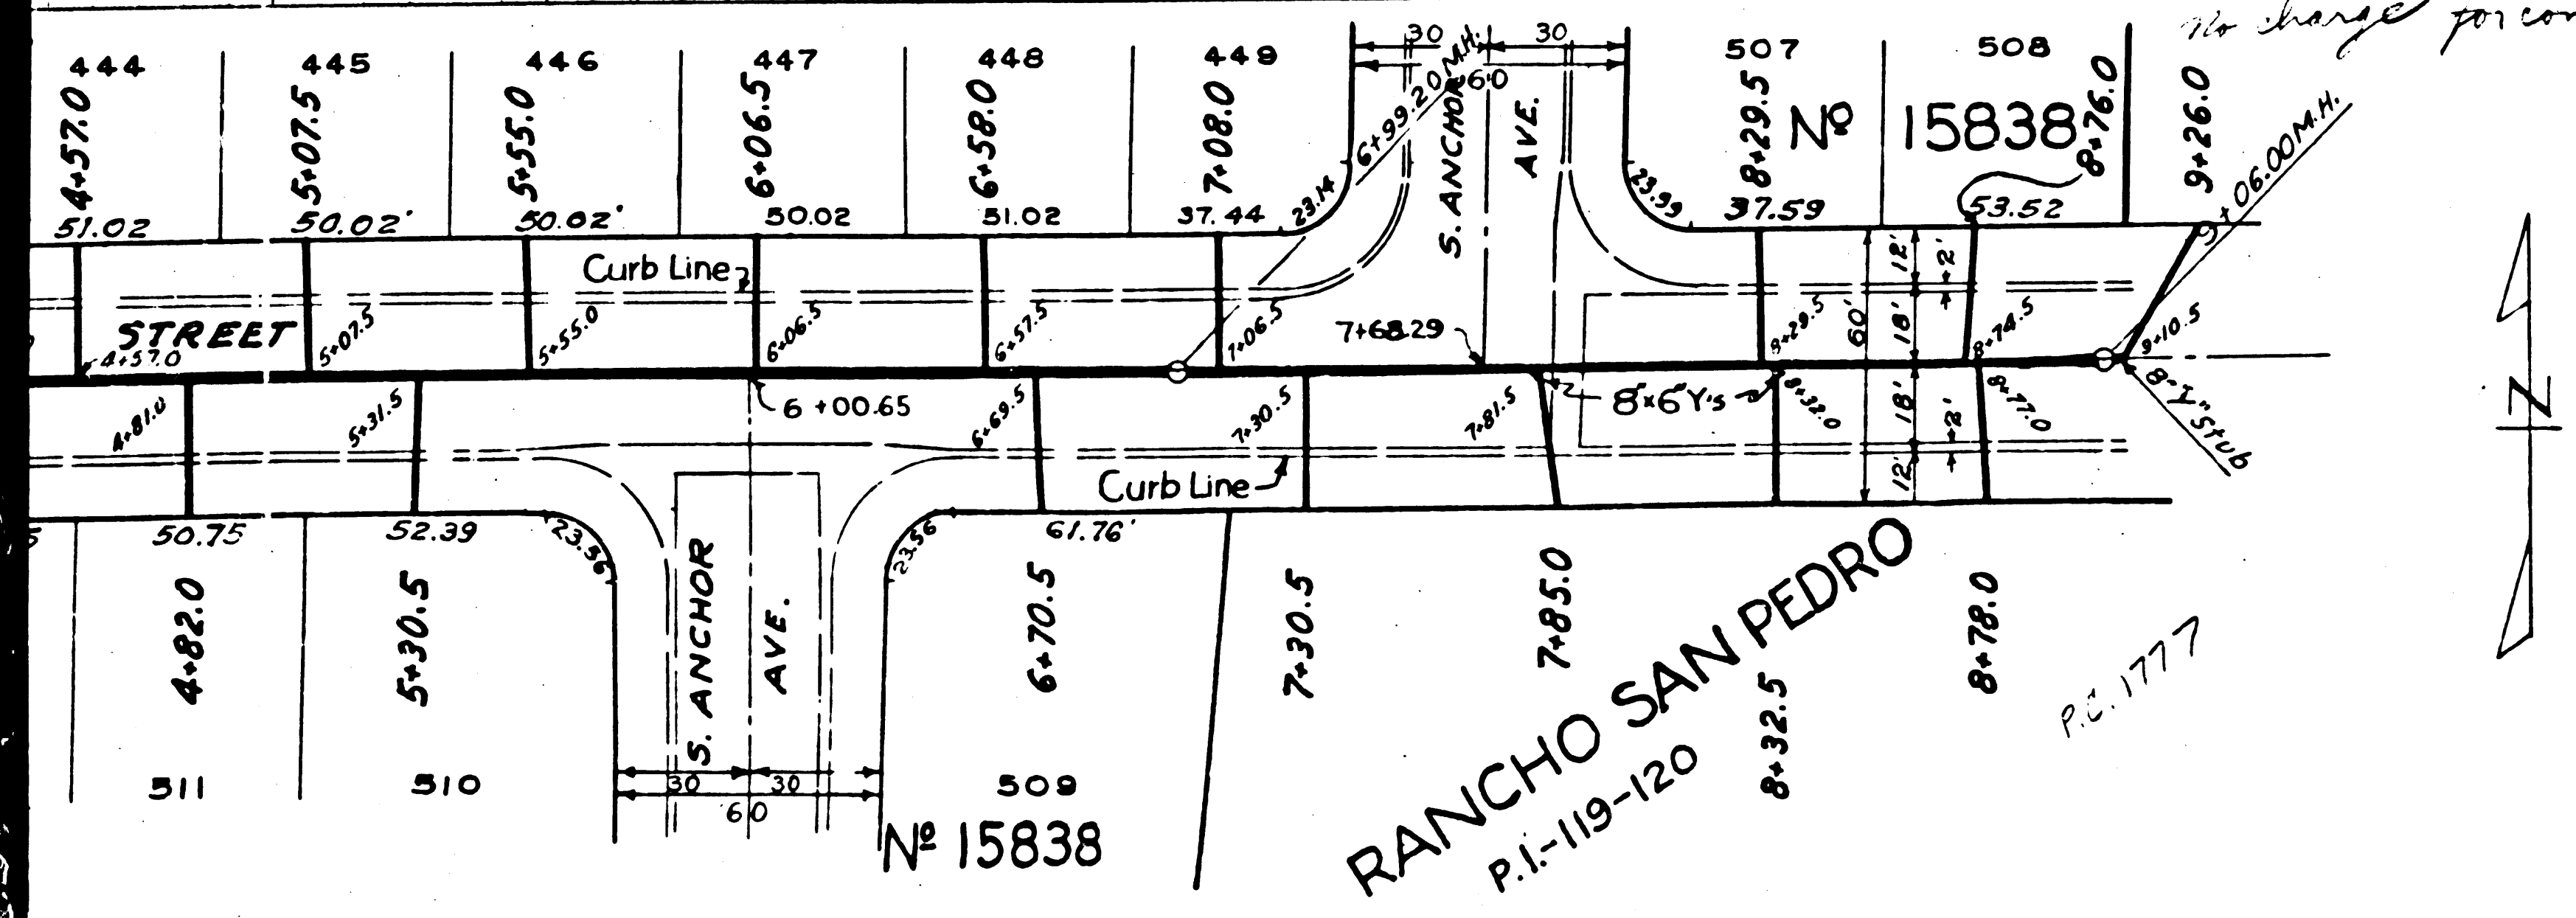 No charge for
444 445 446 447 448 449 507 508
30 30
60
4+57.0 5+07.5 5+55.0 6+06.5 6+58.0 7+08.0 8+29.5 8+76.0 9+26.0
6+99.20 M.H.
S. ANCHOR
AVE.
Nº 15838
9+06.00 M.H.
51.02 50.02' 50.02' 50.02 51.02 37.44 23.14 23.99 37.59 53.52
Curb Line
12'
2'
STREET
4+57.0 5+07.5 5+55.0 6+06.5 6+57.5 7+06.5 7+68.29 8+29.5 60' 18' 8+74.5 9+10.5
6+00.65
8"x6"Y's
8"-"I" Stub
4+81.0 5+31.5 6+69.5 7+30.5 7+81.5 8+32.0 18' 2' 8+77.0
Curb Line
12'
N
50.75 52.39 23.56 23.56 61.76'
4+82.0 5+30.5 6+70.5 7+30.5 7+85.0 8+32.5 8+78.0
S. ANCHOR
AVE.
RANCHO SAN PEDRO
P.I.-119-120
P.C. 1777
511 510 509
30 30
60
Nº 15838